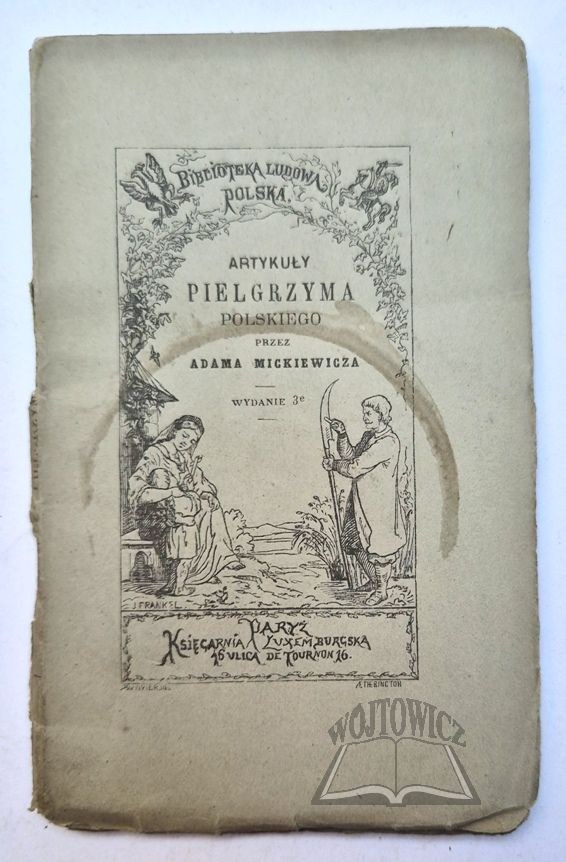 BIBLIOTEKA LUDOWA
POLSKA.
ARTYKUŁY
PIELGRZYMA
POLSKIEGO
PRZEZ
ADAMA MICKIEWICZA
WYDANIE 3e
J. FRANKEL
PARYŻ
KSIĘGARNIA LUXEMBURGSKA
16 ULICA DE TOURNON 16.
ÆTHERINGTON
WÓJTOWICZ